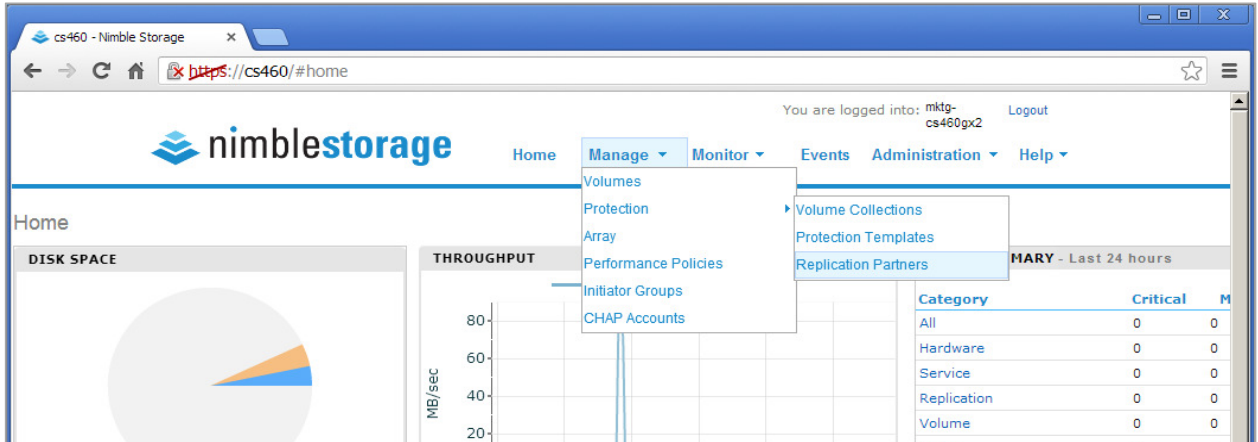 cs460 - Nimble Storage
https://cs460/#home
You are logged into: mktg-cs460gx2 Logout
nimblestorage
Home Manage Monitor Events Administration Help
Volumes
Protection
Array
Performance Policies
Initiator Groups
CHAP Accounts
Volume Collections
Protection Templates
Replication Partners
Home
DISK SPACE
THROUGHPUT
MB/sec
80
60
40
20
MARY - Last 24 hours
Category Critical M
All 0 0
Hardware 0 0
Service 0 0
Replication 0 0
Volume 0 0